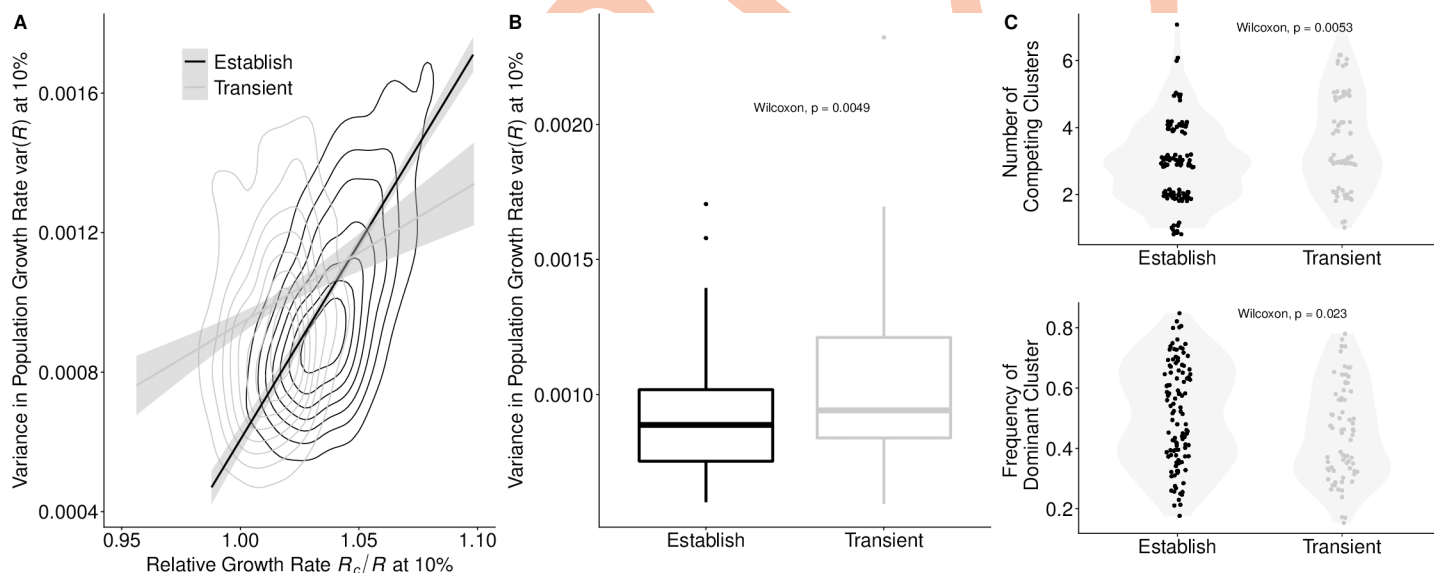 A
Variance in Population Growth Rate var(R) at 10%
0.0016
0.0012
0.0008
0.0004
Establish
Transient
0.95
1.00
1.05
1.10
Relative Growth Rate Rc/R at 10%
B
Variance in Population Growth Rate var(R) at 10%
0.0020
0.0015
0.0010
Wilcoxon, p = 0.0049
Establish
Transient
C
Number of
Competing Clusters
6
4
2
Wilcoxon, p = 0.0053
Establish
Transient
Frequency of
Dominant Cluster
0.8
0.6
0.4
0.2
Wilcoxon, p = 0.023
Establish
Transient